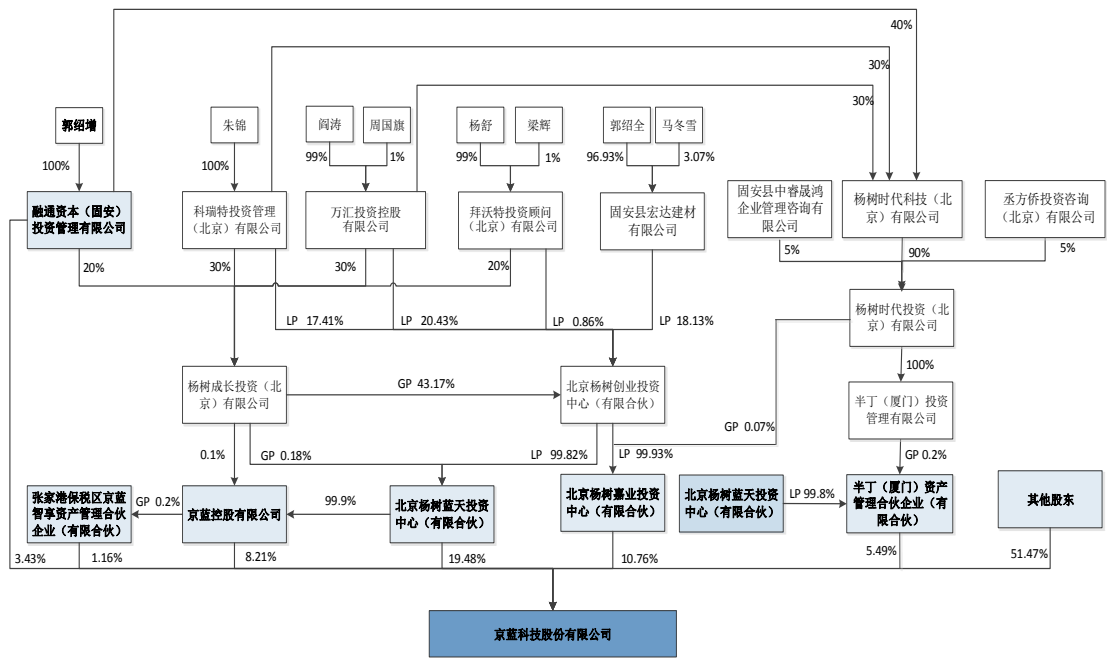 40%
30%
30%
郭绍增
朱锦
阎涛
周国旗
杨舒
梁辉
郭绍全
马冬雪
100%
100%
99%
1%
99%
1%
96.93%
3.07%
融通资本（固安）
投资管理有限公司
科瑞特投资管理
（北京）有限公司
万汇投资控股
有限公司
拜沃特投资顾问
（北京）有限公司
固安县宏达建材
有限公司
固安县中睿晟鸿
企业管理咨询有
限公司
杨树时代科技（
北京）有限公司
丞方侨投资咨询
（北京）有限公司
20%
30%
30%
20%
5%
90%
5%
LP 17.41%
LP 20.43%
LP 0.86%
LP 18.13%
杨树时代投资（北
京）有限公司
100%
杨树成长投资（北
京）有限公司
GP 43.17%
北京杨树创业投资
中心（有限合伙）
半丁（厦门）投资
管理有限公司
GP 0.07%
0.1%
GP 0.18%
LP 99.82%
LP 99.93%
GP 0.2%
张家港保税区京蓝
智享资产管理合伙
企业（有限合伙）
GP 0.2%
京蓝控股有限公司
99.9%
北京杨树蓝天投资
中心（有限合伙）
北京杨树嘉业投资
中心（有限合伙）
北京杨树蓝天投资
中心（有限合伙）
LP 99.8%
半丁（厦门）资产
管理合伙企业（有
限合伙）
其他股东
3.43%
1.16%
8.21%
19.48%
10.76%
5.49%
51.47%
京蓝科技股份有限公司